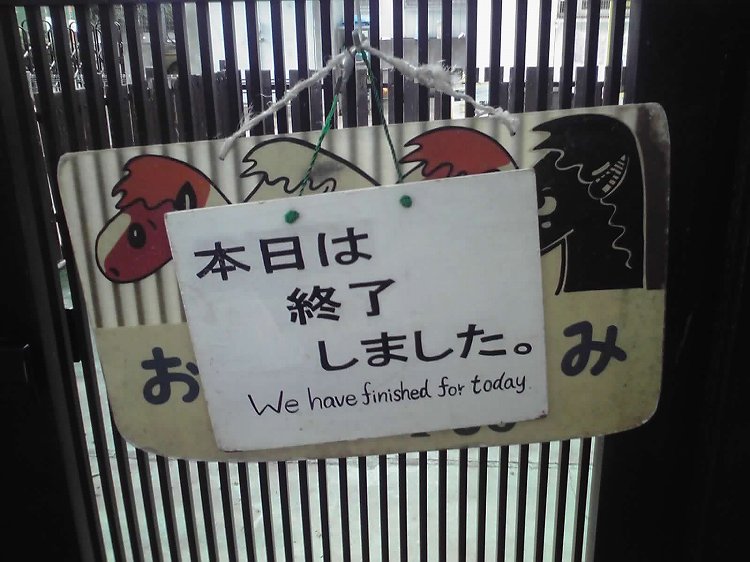 本日は
終了
しました。
We have finished for today.
お
み